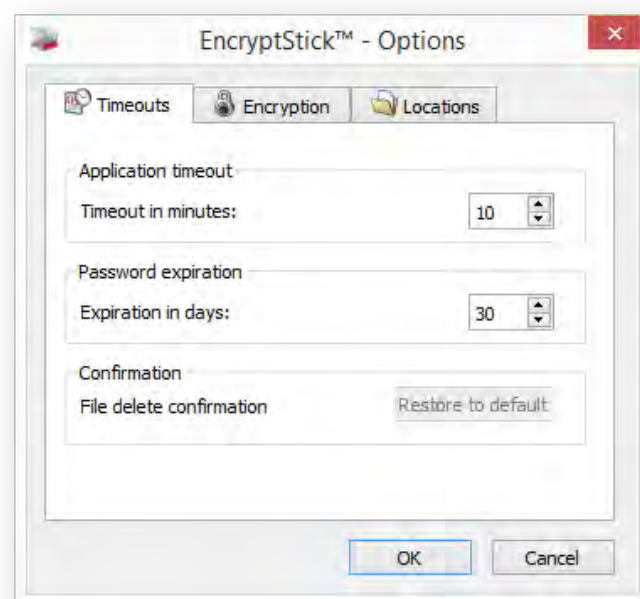 EncryptStick™ - Options
Timeouts Encryption Locations
Application timeout
Timeout in minutes: 10
Password expiration
Expiration in days: 30
Confirmation
File delete confirmation Restore to default
OK Cancel